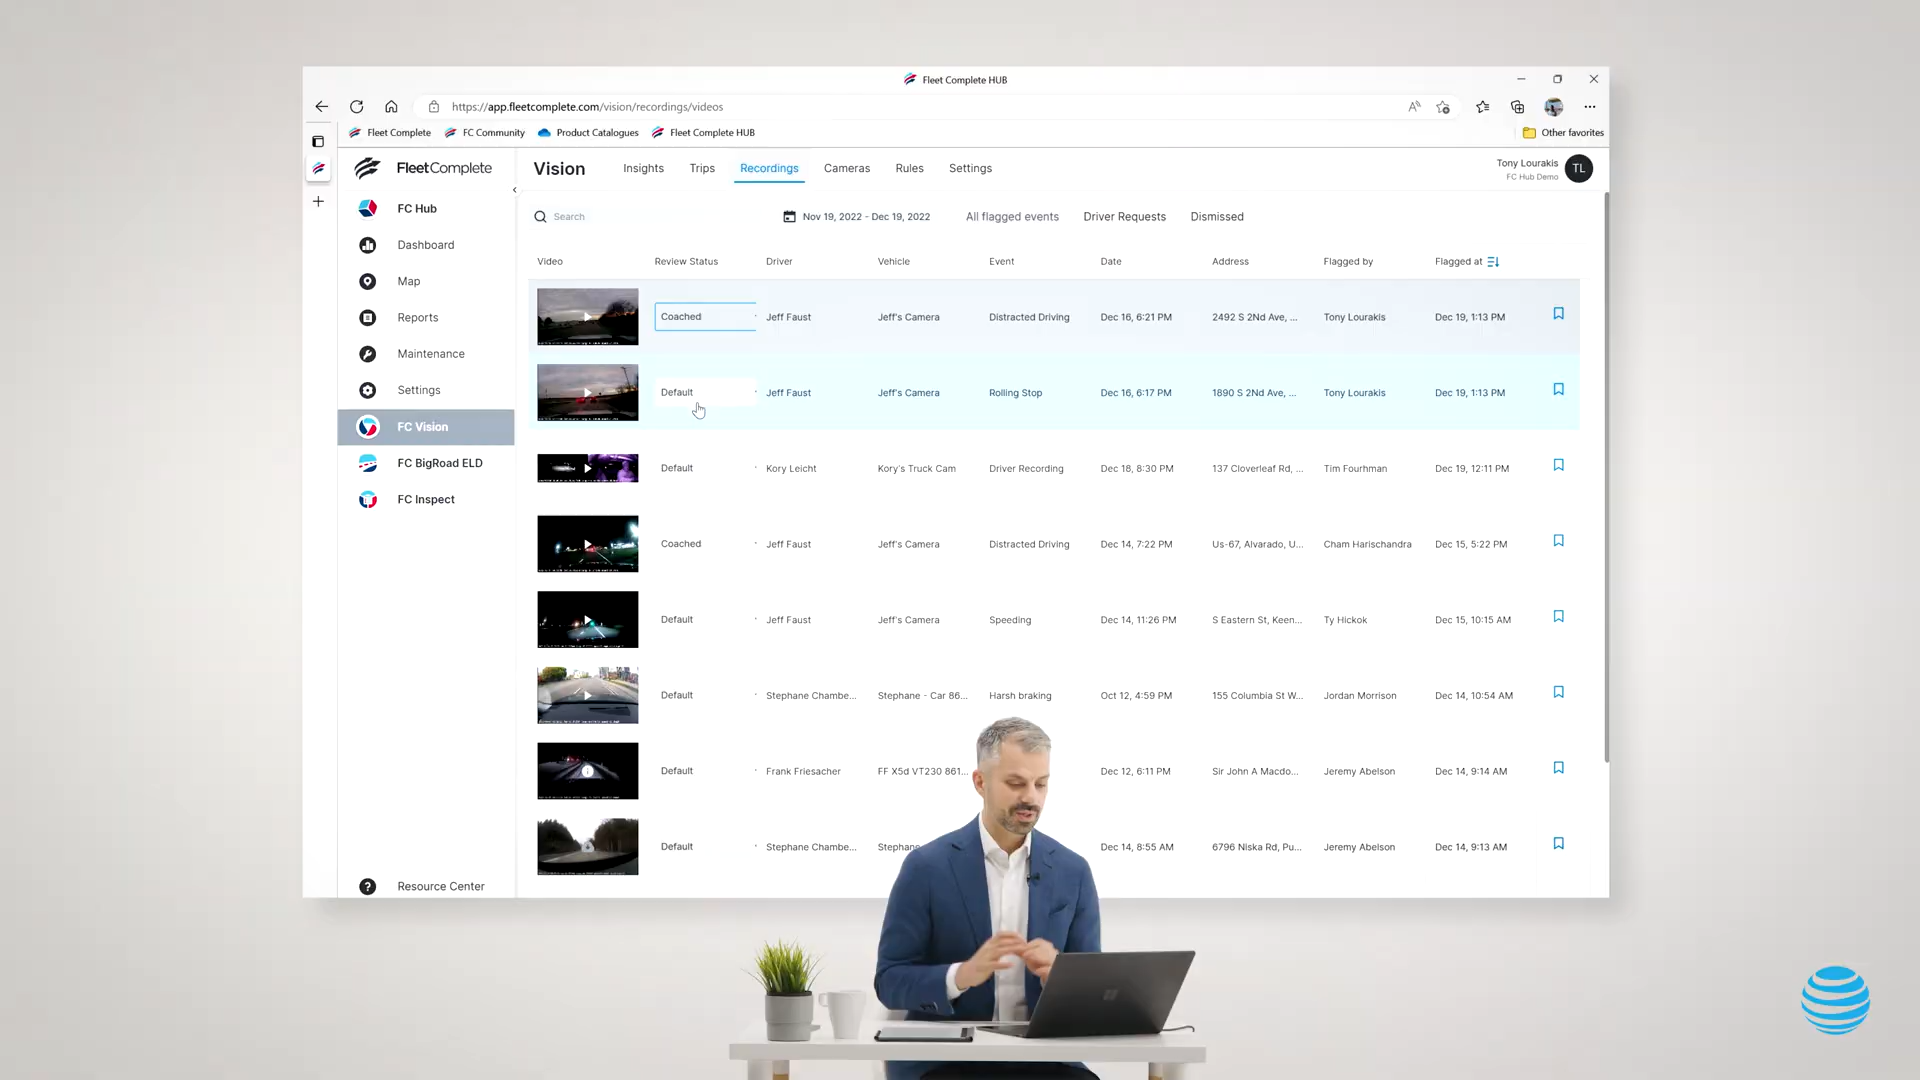 Fleet Complete HUB
https://app.fleetcomplete.com/vision/recordings/videos
Fleet Complete FC Community Product Catalogues Fleet Complete HUB Other favorites
FleetComplete
FC Hub
Dashboard
Map
Reports
Maintenance
Settings
FC Vision
FC BigRoad ELD
FC Inspect
Resource Center
Vision Insights Trips Recordings Cameras Rules Settings
Tony Lourakis
FC Hub Demo
TL
Search Nov 19, 2022 - Dec 19, 2022 All flagged events Driver Requests Dismissed
Video Review Status Driver Vehicle Event Date Address Flagged by Flagged at
Coached Jeff Faust Jeff's Camera Distracted Driving Dec 16, 6:21 PM 2492 S 2Nd Ave, ... Tony Lourakis Dec 19, 1:13 PM
Default Jeff Faust Jeff's Camera Rolling Stop Dec 16, 6:17 PM 1890 S 2Nd Ave, ... Tony Lourakis Dec 19, 1:13 PM
Default Kory Leicht Kory's Truck Cam Driver Recording Dec 18, 8:30 PM 137 Cloverleaf Rd, ... Tim Fourhman Dec 19, 12:11 PM
Coached Jeff Faust Jeff's Camera Distracted Driving Dec 14, 7:22 PM Us-67, Alvarado, U... Cham Harischandra Dec 15, 5:22 PM
Default Jeff Faust Jeff's Camera Speeding Dec 14, 11:26 PM S Eastern St, Keen... Ty Hickok Dec 15, 10:15 AM
Default Stephane Chambe... Stephane - Car 86... Harsh braking Oct 12, 4:59 PM 155 Columbia St W... Jordan Morrison Dec 14, 10:54 AM
Default Frank Friesacher FF X5d VT230 861... Dec 12, 6:11 PM Sir John A Macdo... Jeremy Abelson Dec 14, 9:14 AM
Default Stephane Chambe... Stephane Dec 14, 8:55 AM 6796 Niska Rd, Pu... Jeremy Abelson Dec 14, 9:13 AM